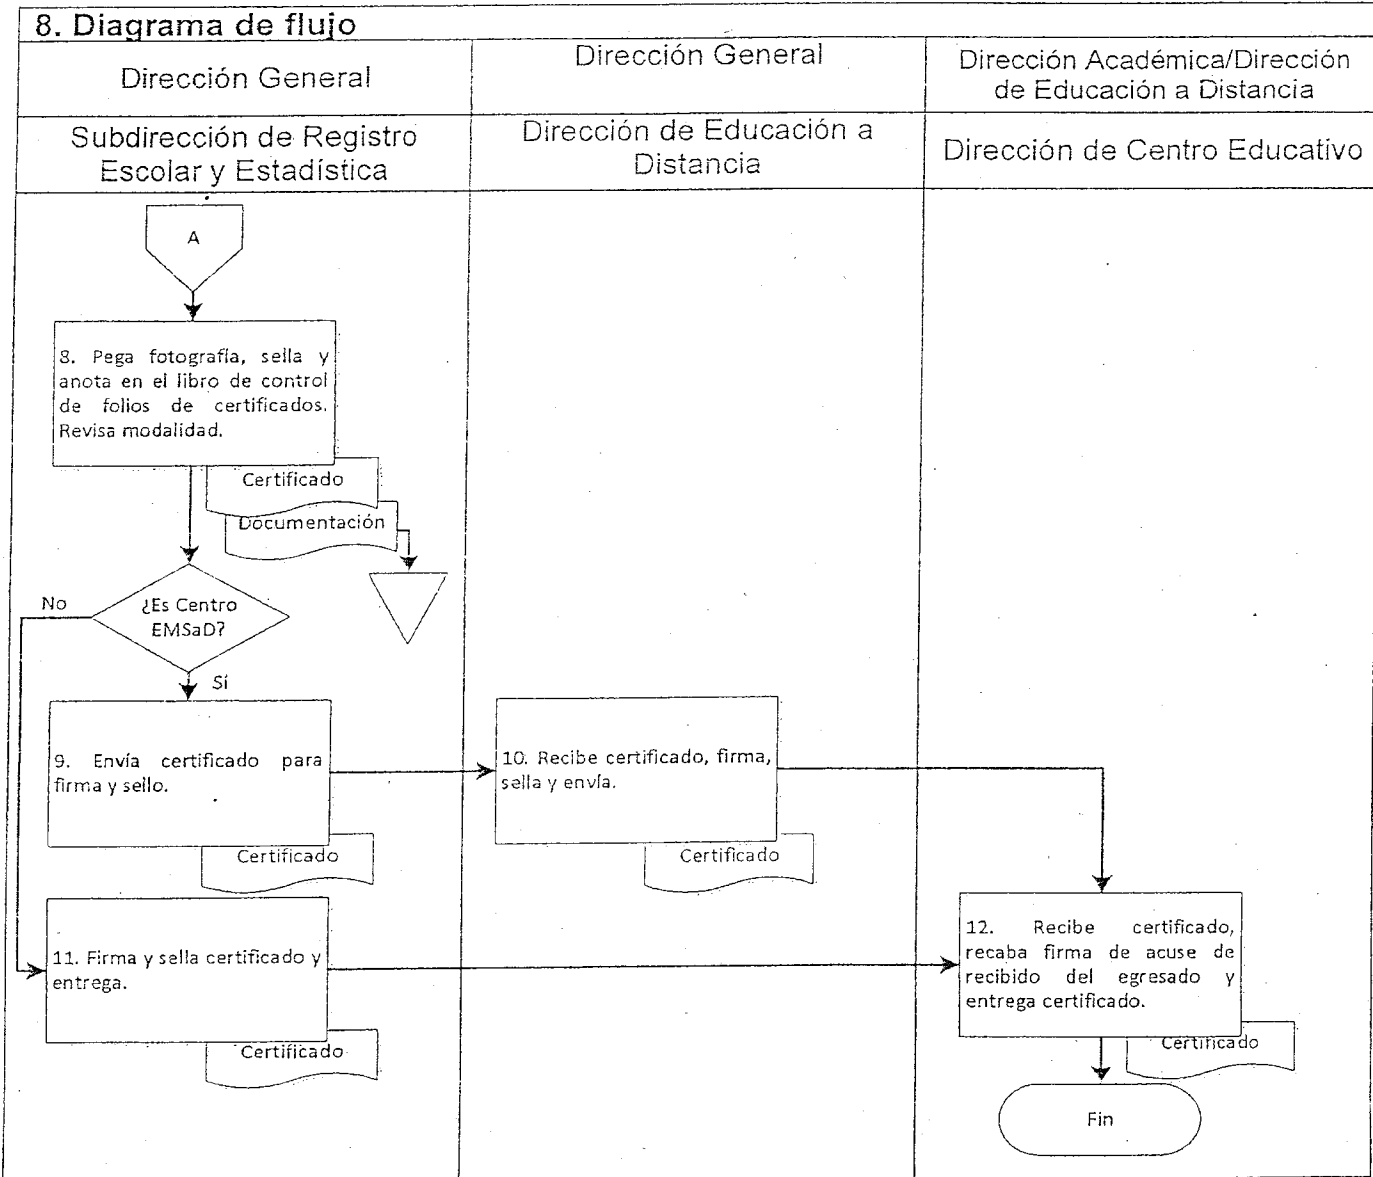 8. Diagrama de flujo
Dirección General
Dirección General
Dirección Académica/Dirección
de Educación a Distancia
Subdirección de Registro
Escolar y Estadística
Dirección de Educación a
Distancia
Dirección de Centro Educativo
A
8. Pega fotografía, sella y
anota en el libro de control
de folios de certificados.
Revisa modalidad.
Certificado
Documentación
¿Es Centro
EMSaD?
No
Sí
9. Envía certificado para
firma y sello.
Certificado
10. Recibe certificado, firma,
sella y envía.
Certificado
11. Firma y sella certificado y
entrega.
Certificado
12. Recibe certificado,
recaba firma de acuse de
recibido del egresado y
entrega certificado.
Certificado
Fin